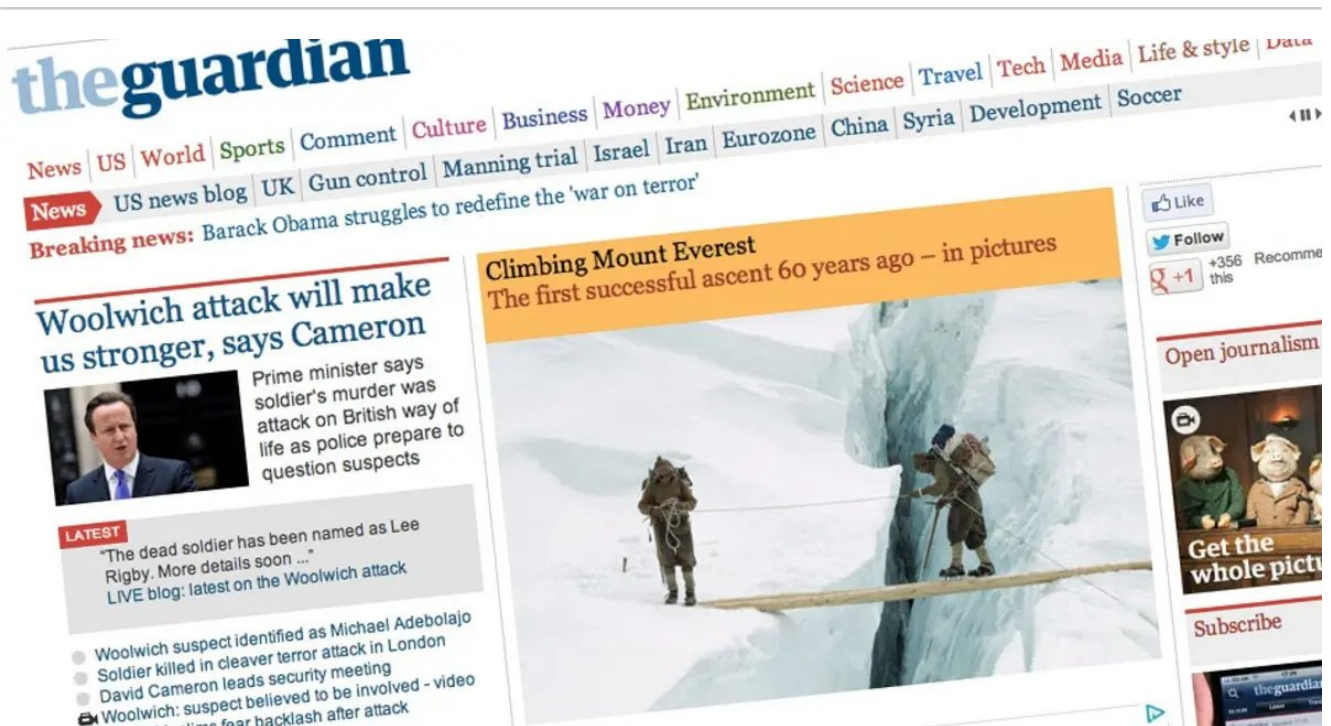 theguardian
News US World Sports Comment Culture Business Money Environment Science Travel Tech Media Life & style Data
News US news blog UK Gun control Manning trial Israel Iran Eurozone China Syria Development Soccer
Breaking news: Barack Obama struggles to redefine the 'war on terror'
Woolwich attack will make
us stronger, says Cameron
Prime minister says
soldier's murder was
attack on British way of
life as police prepare to
question suspects
LATEST
"The dead soldier has been named as Lee
Rigby. More details soon ..."
LIVE blog: latest on the Woolwich attack
Woolwich suspect identified as Michael Adebolajo
Soldier killed in cleaver terror attack in London
David Cameron leads security meeting
Woolwich: suspect believed to be involved - video
fear backlash after attack
Climbing Mount Everest
The first successful ascent 60 years ago – in pictures
Like
Follow
+1
+356 Recomme
this
Open journalism
Get the
whole pictu
Subscribe
theguardian